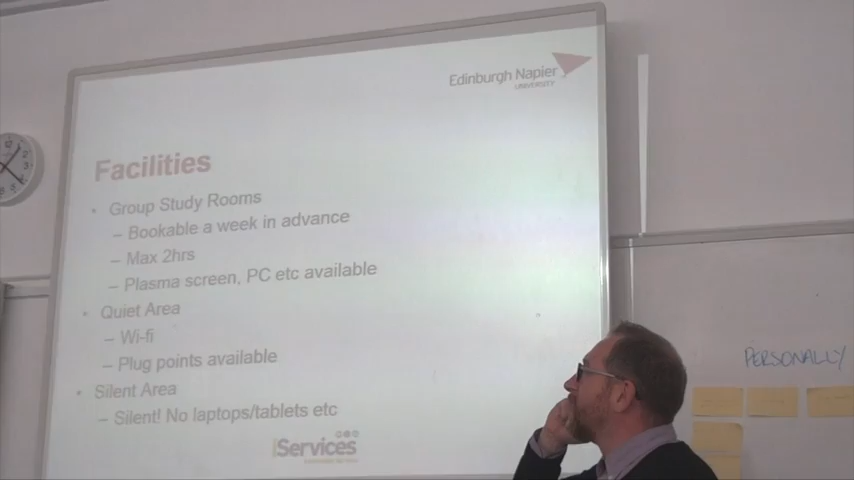 Edinburgh Napier
UNIVERSITY
Facilities
• Group Study Rooms
– Bookable a week in advance
– Max 2hrs
– Plasma screen, PC etc available
• Quiet Area
– Wi-fi
– Plug points available
• Silent Area
– Silent! No laptops/tablets etc
iServices
PERSONALLY